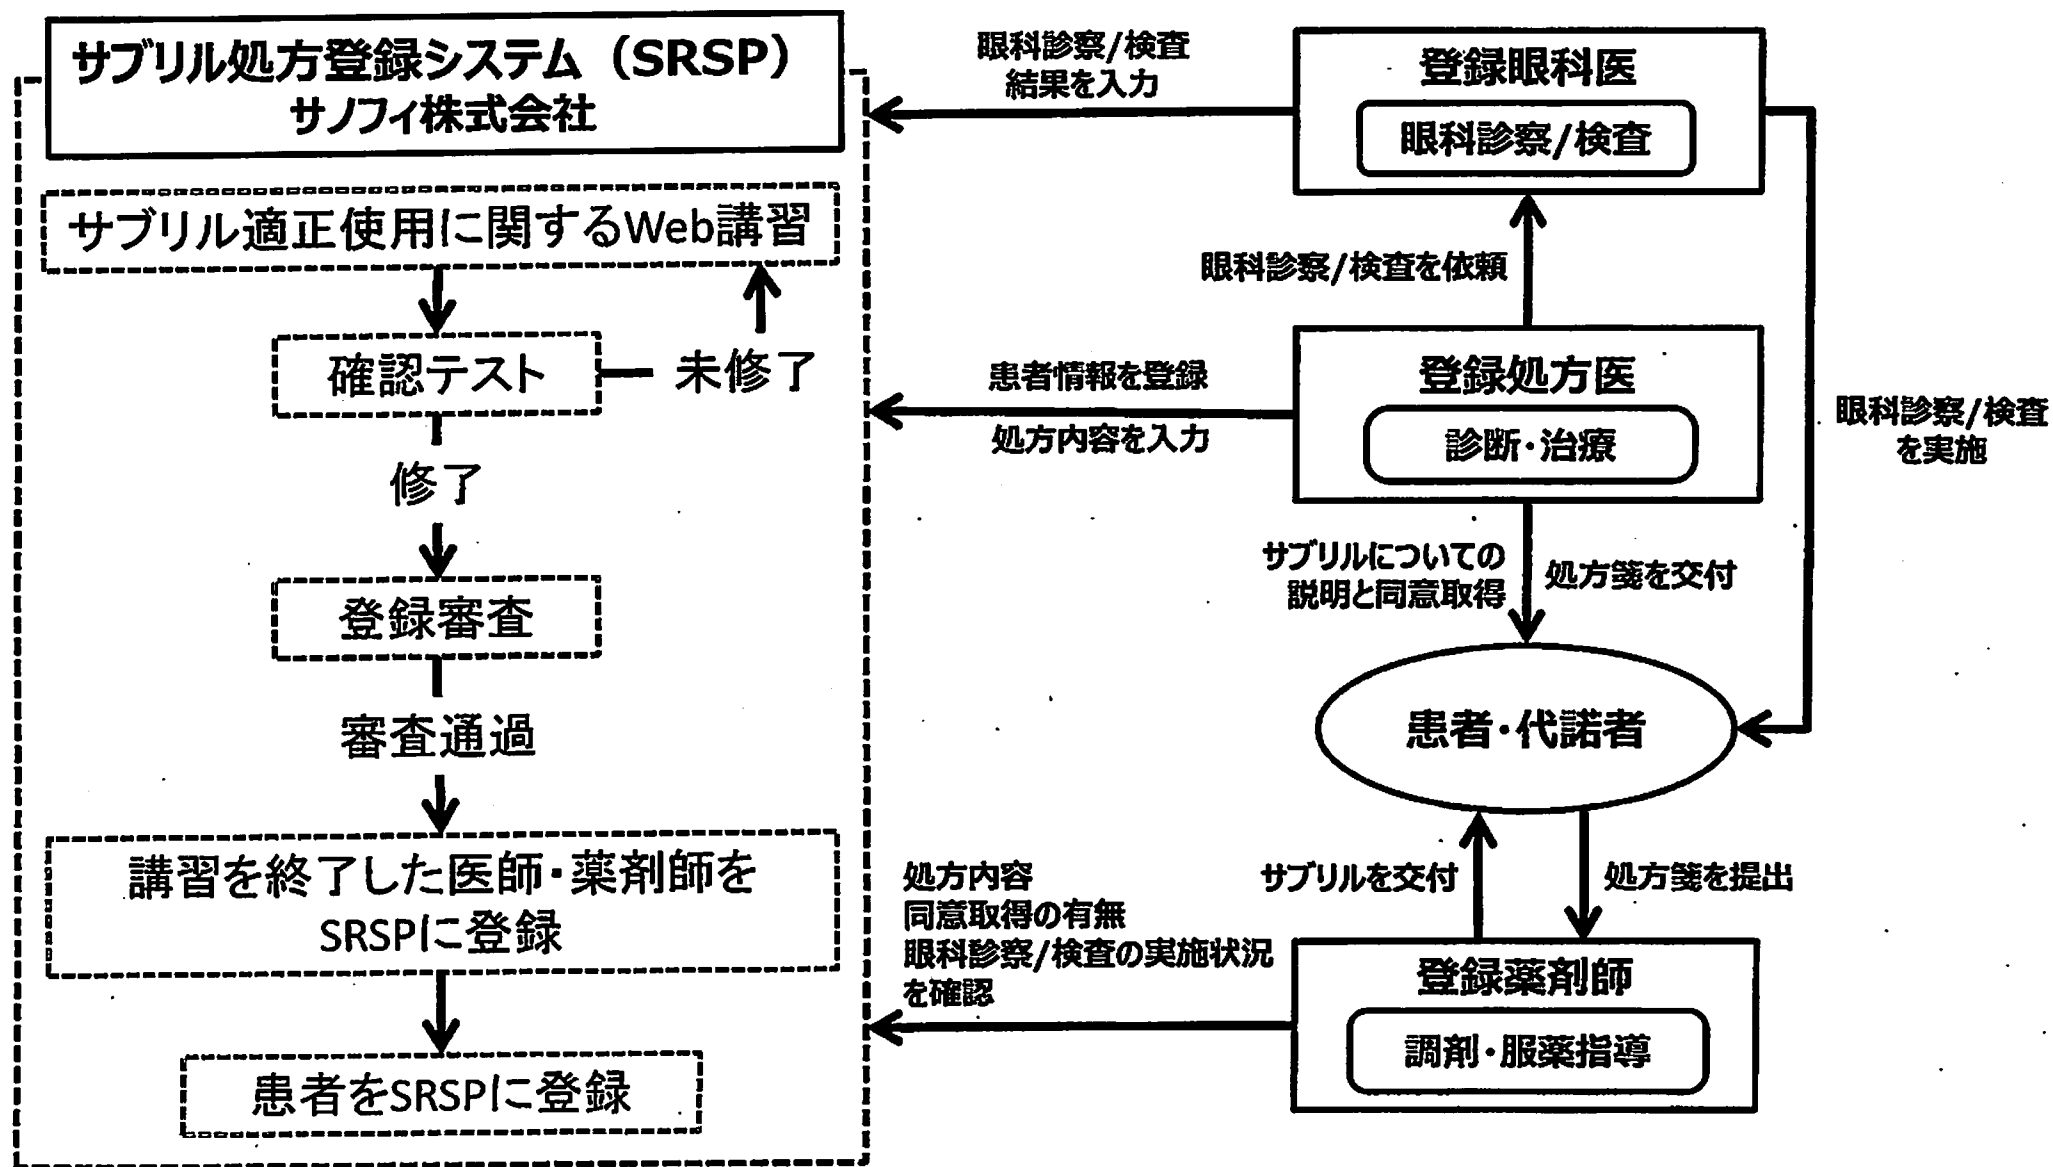 サブリル処方登録システム（SRSP）
サノフィ株式会社
サブリル適正使用に関するWeb講習
確認テスト
未修了
修了
登録審査
審査通過
講習を終了した医師・薬剤師を
SRSPに登録
患者をSRSPに登録
眼科診察/検査
結果を入力
患者情報を登録
処方内容を入力
処方内容
同意取得の有無
眼科診察/検査の実施状況
を確認
登録眼科医
眼科診察/検査
眼科診察/検査を依頼
登録処方医
診断・治療
眼科診察/検査
を実施
サブリルについての
説明と同意取得
処方箋を交付
患者・代諾者
サブリルを交付
処方箋を提出
登録薬剤師
調剤・服薬指導